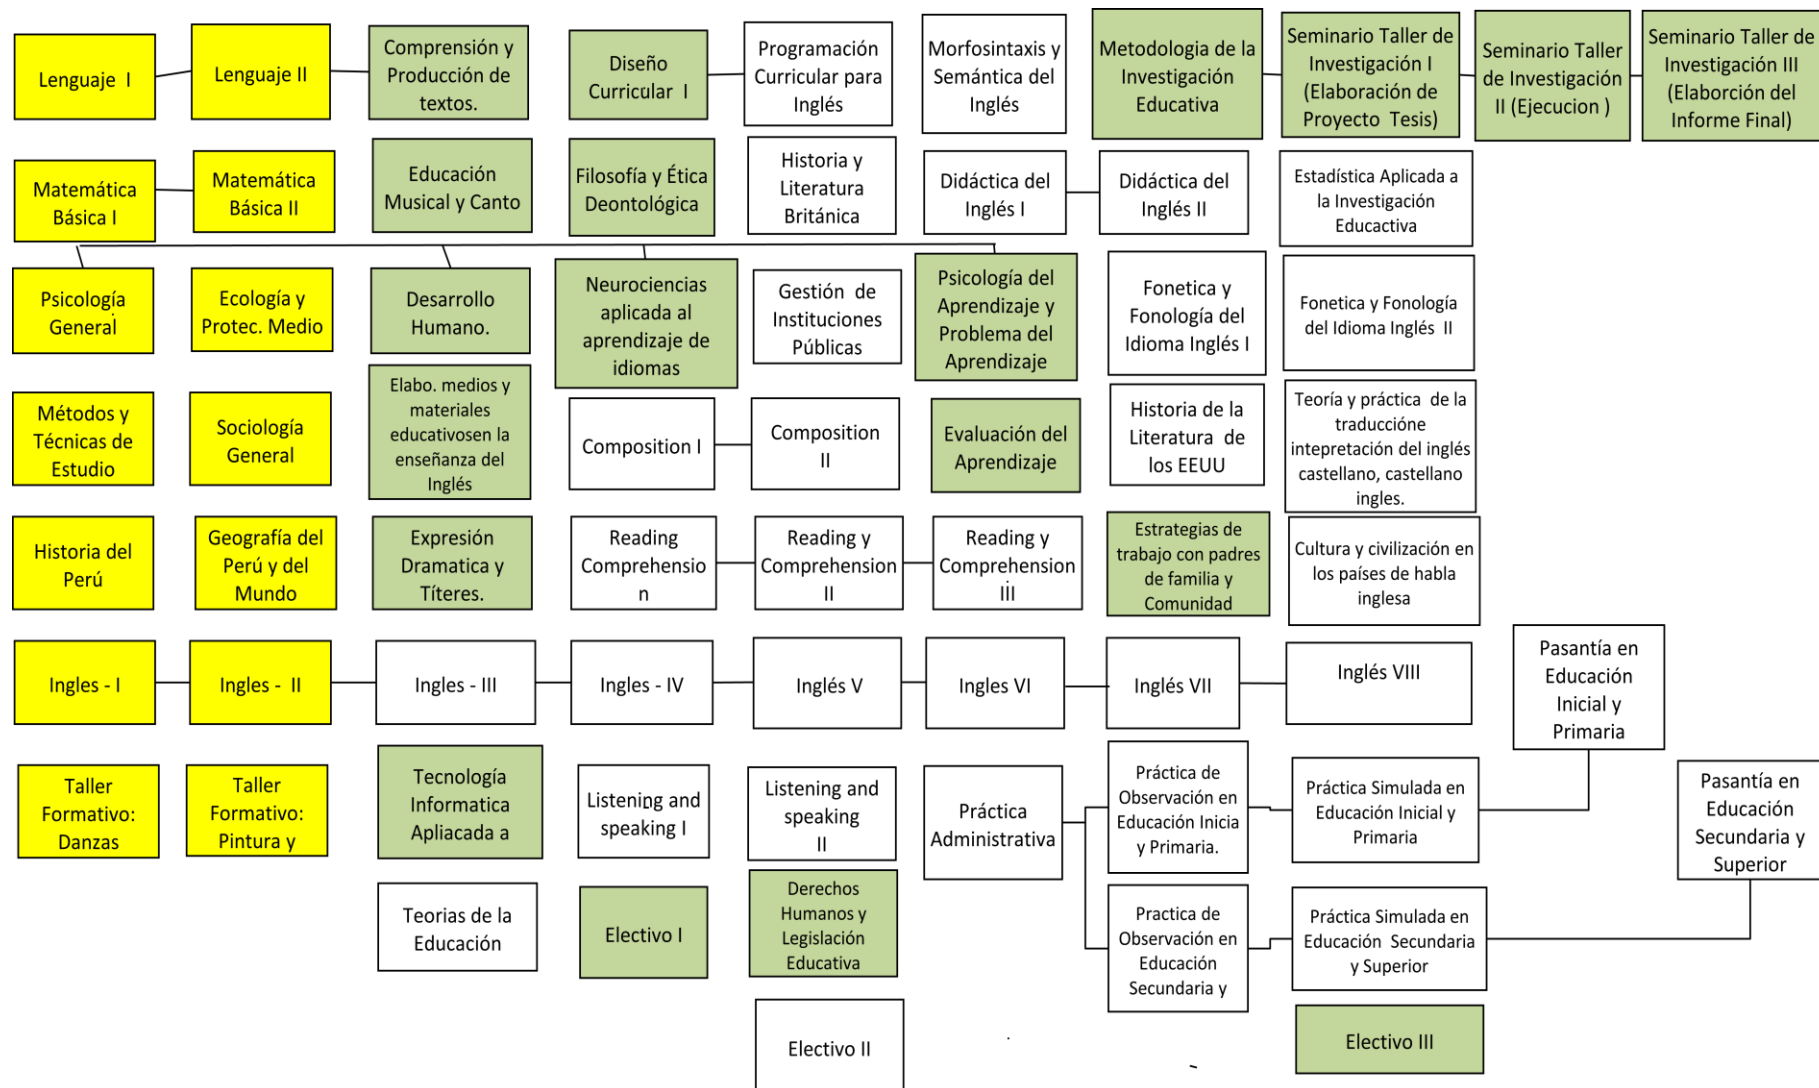 Lenguaje I
Lenguaje II
Comprensión y
Producción de
textos.
Diseño
Curricular I
Programación
Curricular para
Inglés
Morfosintaxis y
Semántica del
Inglés
Metodologia de la
Investigación
Educativa
Seminario Taller de
Investigación I
(Elaboración de
Proyecto Tesis)
Seminario Taller
de Investigación
II (Ejecucion )
Seminario Taller de
Investigación III
(Elaborción del
Informe Final)
Matemática
Básica I
Matemática
Básica II
Educación
Musical y Canto
Filosofía y Ética
Deontológica
Historia y
Literatura
Británica
Didáctica del
Inglés I
Didáctica del
Inglés II
Estadística Aplicada a
la Investigación
Educactiva
Psicología
General
Ecología y
Protec. Medio
Desarrollo
Humano.
Neurociencias
aplicada al
aprendizaje de
idiomas
Gestión de
Instituciones
Públicas
Psicología del
Aprendizaje y
Problema del
Aprendizaje
Fonetica y
Fonología del
Idioma Inglés I
Fonetica y Fonología
del Idioma Inglés II
Métodos y
Técnicas de
Estudio
Sociología
General
Elabo. medios y
materiales
educativosen la
enseñanza del
Inglés
Composition I
Composition
II
Evaluación del
Aprendizaje
Historia de la
Literatura de
los EEUU
Teoría y práctica de la
traduccióne
intepretación del inglés
castellano, castellano
ingles.
Historia del
Perú
Geografía del
Perú y del
Mundo
Expresión
Dramatica y
Títeres.
Reading
Comprehensio
n
Reading y
Comprehension
II
Reading y
Comprehension
iii
Estrategias de
trabajo con padres
de familia y
Comunidad
Cultura y civilización en
los países de habla
inglesa
Ingles - I
Ingles - II
Ingles - III
Ingles - IV
Inglés V
Ingles VI
Inglés VII
Inglés VIII
Pasantía en
Educación
Inicial y
Primaria
Taller
Formativo:
Danzas
Taller
Formativo:
Pintura y
Tecnología
Informatica
Apliacada a
Listening and
speaking I
Listening and
speaking
II
Práctica
Administrativa
Práctica de
Observación en
Educación Inicia
y Primaria.
Práctica Simulada en
Educación Inicial y
Primaria
Pasantía en
Educación
Secundaria y
Superior
Teorias de la
Educación
Electivo I
Derechos
Humanos y
Legislación
Educativa
Practica de
Observación en
Educación
Secundaria y
Práctica Simulada en
Educación Secundaria
y Superior
Electivo II
Electivo III